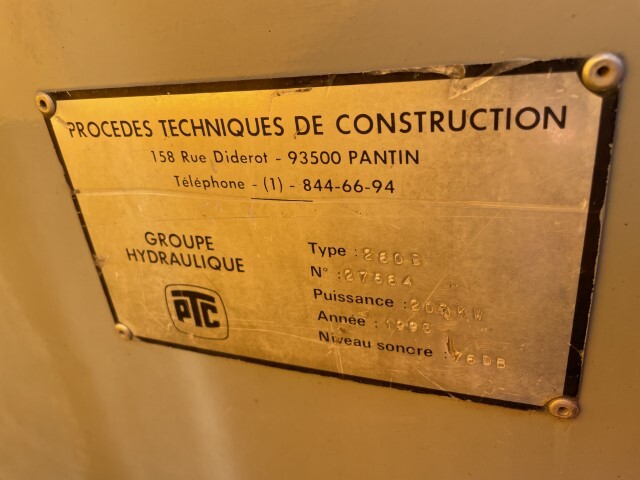 PROCEDES TECHNIQUES DE CONSTRUCTION
158 Rue Diderot - 93500 PANTIN
Téléphone - (1) - 844-66-94
GROUPE
HYDRAULIQUE
PTC
Type :
N° :
Puissance :
Année :
Niveau sonore : 76DB